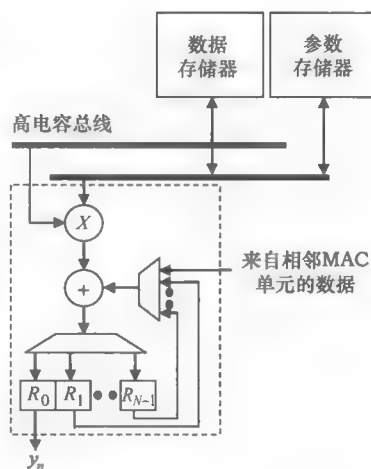 数据
存储器
参数
存储器
高电容总线
X
+
来自相邻MAC
单元的数据
R₀
R₁
R_{N-1}
yₙ